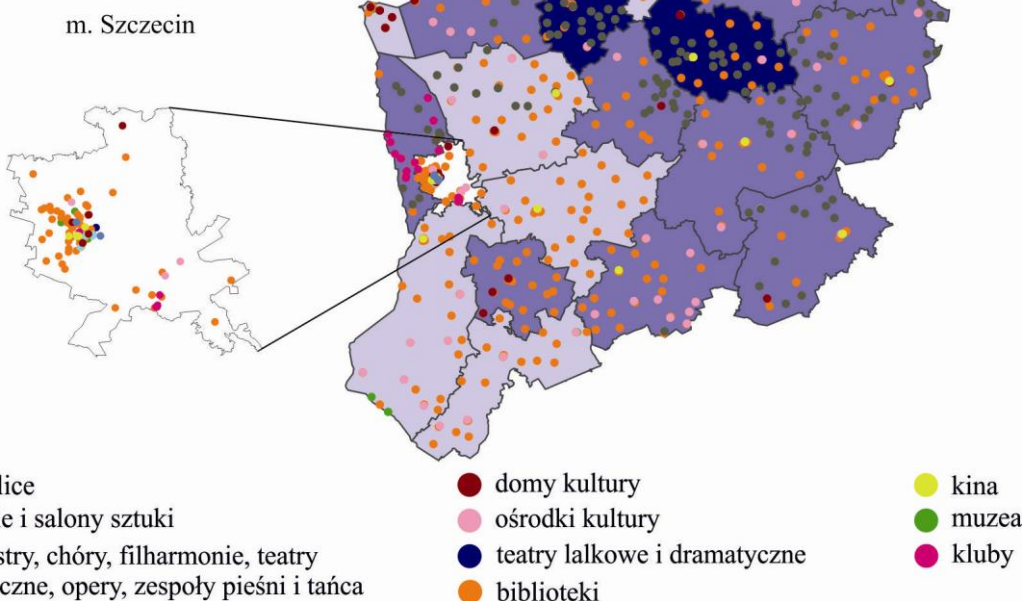 m. Szczecin
lice
e i salony sztuki
stry, chóry, filharmonie, teatry
czne, opery, zespoły pieśni i tańca
domy kultury
ośrodki kultury
teatry lalkowe i dramatyczne
biblioteki
kina
muzea
kluby